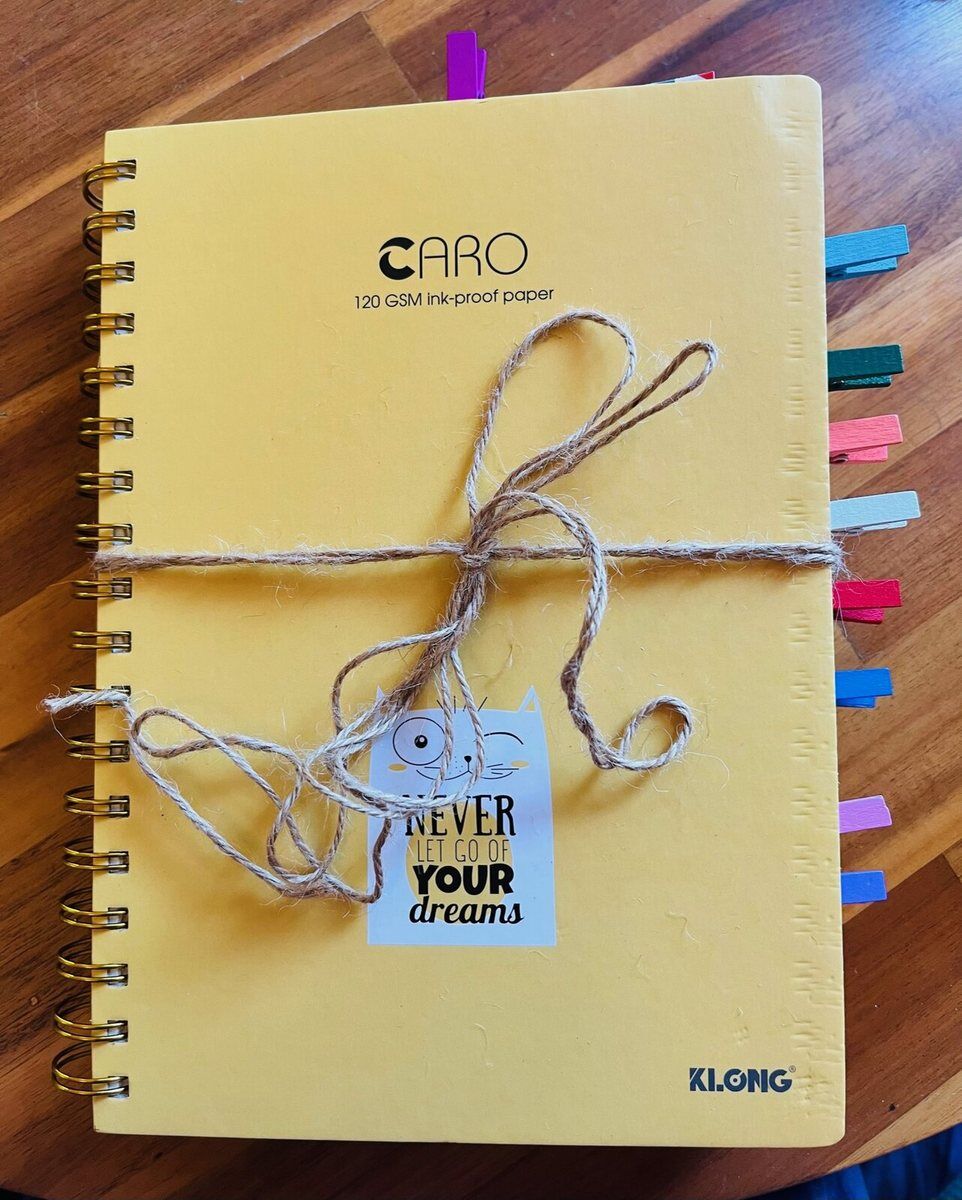 CARO
120 GSM ink-proof paper
NEVER
LET GO OF
YOUR
dreams
KLONG®